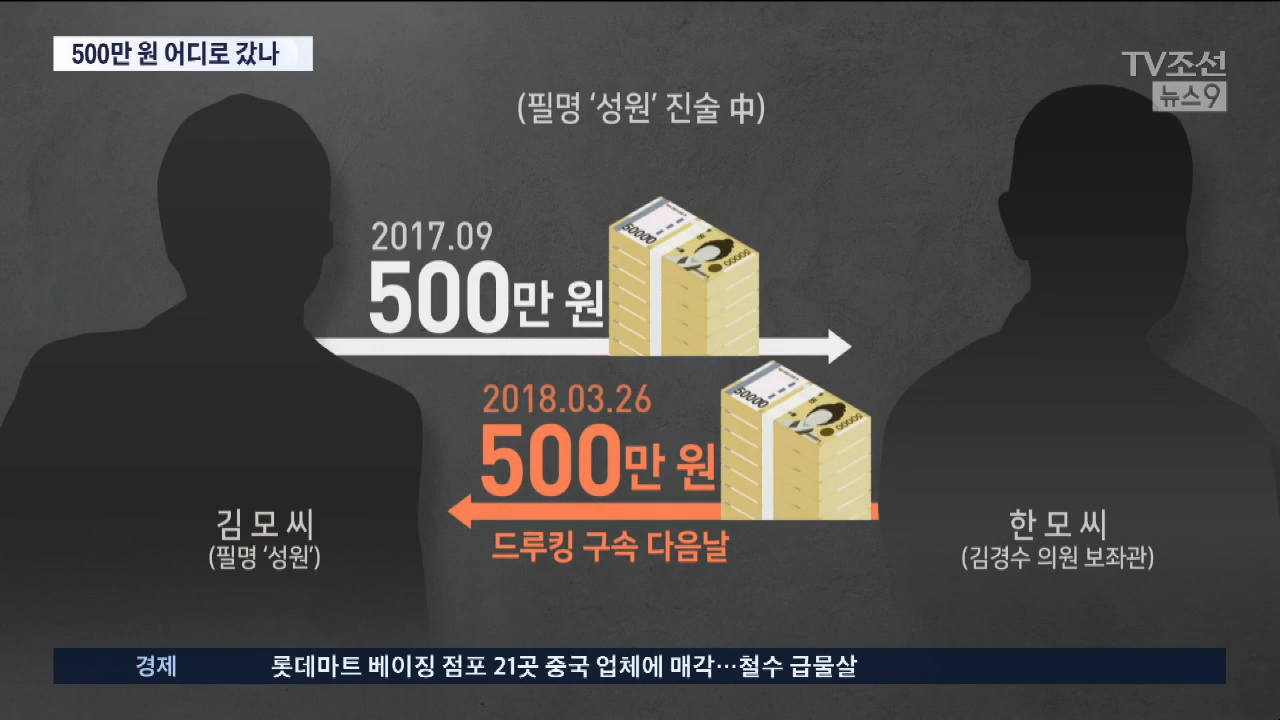 500만 원 어디로 갔나
TV조선
뉴스9
(필명 ‘성원’ 진술 中)
2017.09
500만 원
50000
50000
2018.03.26
500만 원
50000
50000
드루킹 구속 다음날
김 모 씨
(필명 ‘성원’)
한 모 씨
(김경수 의원 보좌관)
경제 롯데마트 베이징 점포 21곳 중국 업체에 매각…철수 급물살